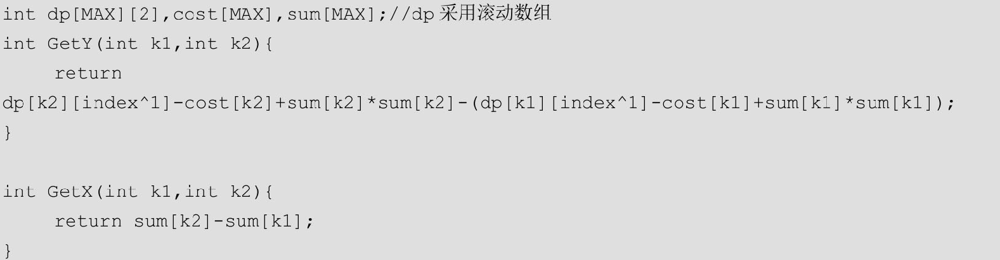 int dp[MAX][2],cost[MAX],sum[MAX];//dp 采用滚动数组
int GetY(int k1,int k2){
return
dp[k2][index^1]-cost[k2]+sum[k2]*sum[k2]-(dp[k1][index^1]-cost[k1]+sum[k1]*sum[k1]);
}
int GetX(int k1,int k2){
return sum[k2]-sum[k1];
}